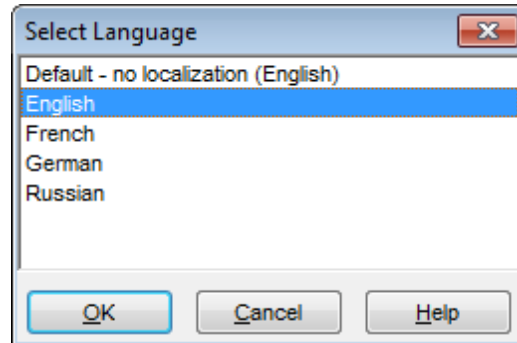 Select Language
Default - no localization (English)
English
French
German
Russian
OK Cancel Help